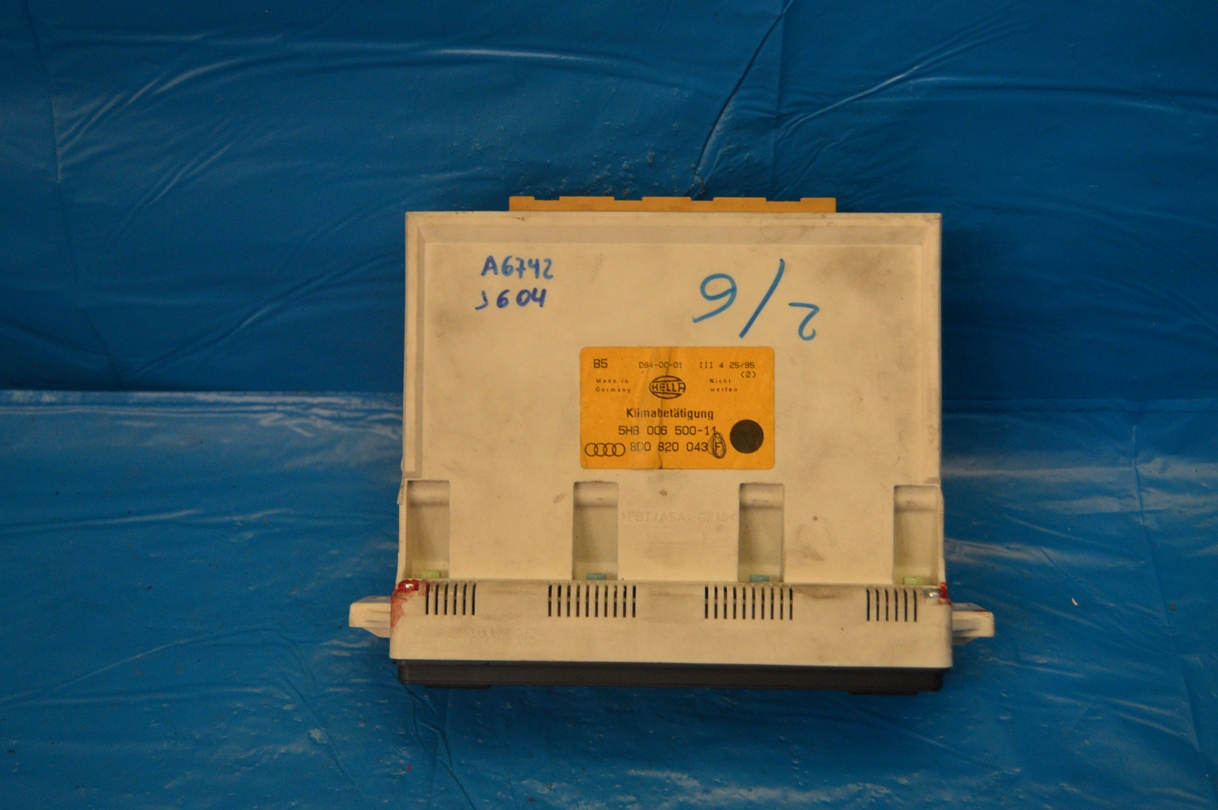 A6742
J604
2/6
B5 D64-00-01 III 4 25/95
(2)
Made in Germany HELLA Nicht werfen
Klimabetätigung
5HB 006 500-11
8D0 820 043 F